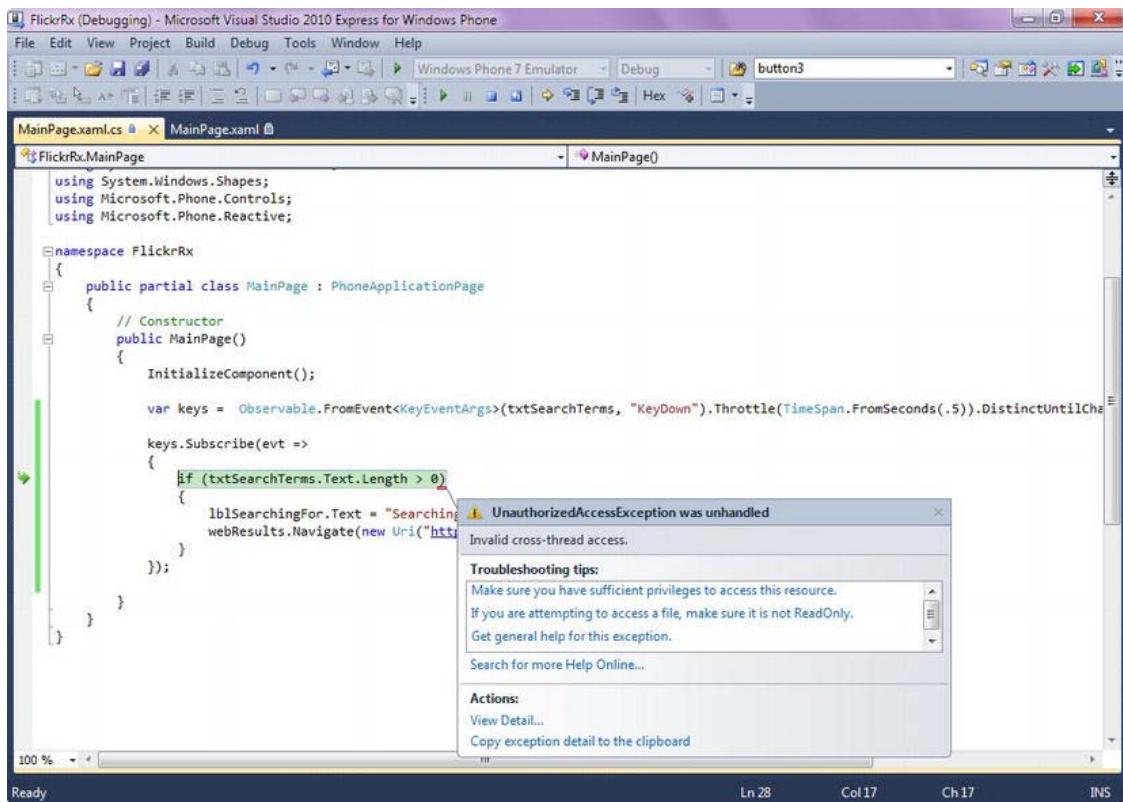 FlickrRx (Debugging) - Microsoft Visual Studio 2010 Express for Windows Phone
File Edit View Project Build Debug Tools Window Help
Windows Phone 7 Emulator Debug button3
Hex
MainPage.xaml.cs MainPage.xaml
FlickrRx.MainPage MainPage()
using System.Windows.Shapes;
using Microsoft.Phone.Controls;
using Microsoft.Phone.Reactive;
namespace FlickrRx
{
public partial class MainPage : PhoneApplicationPage
{
// Constructor
public MainPage()
{
InitializeComponent();
var keys = Observable.FromEvent<KeyEventArgs>(txtSearchTerms, "KeyDown").Throttle(TimeSpan.FromSeconds(.5)).DistinctUntilCha
keys.Subscribe(evt =>
{
if (txtSearchTerms.Text.Length > 0)
{
lblSearchingFor.Text = "Searching
webResults.Navigate(new Uri("htt
}
});
}
}
}
UnauthorizedAccessException was unhandled
Invalid cross-thread access.
Troubleshooting tips:
Make sure you have sufficient privileges to access this resource.
If you are attempting to access a file, make sure it is not ReadOnly.
Get general help for this exception.
Search for more Help Online...
Actions:
View Detail...
Copy exception detail to the clipboard
100 %
Ready Ln 28 Col 17 Ch 17 INS